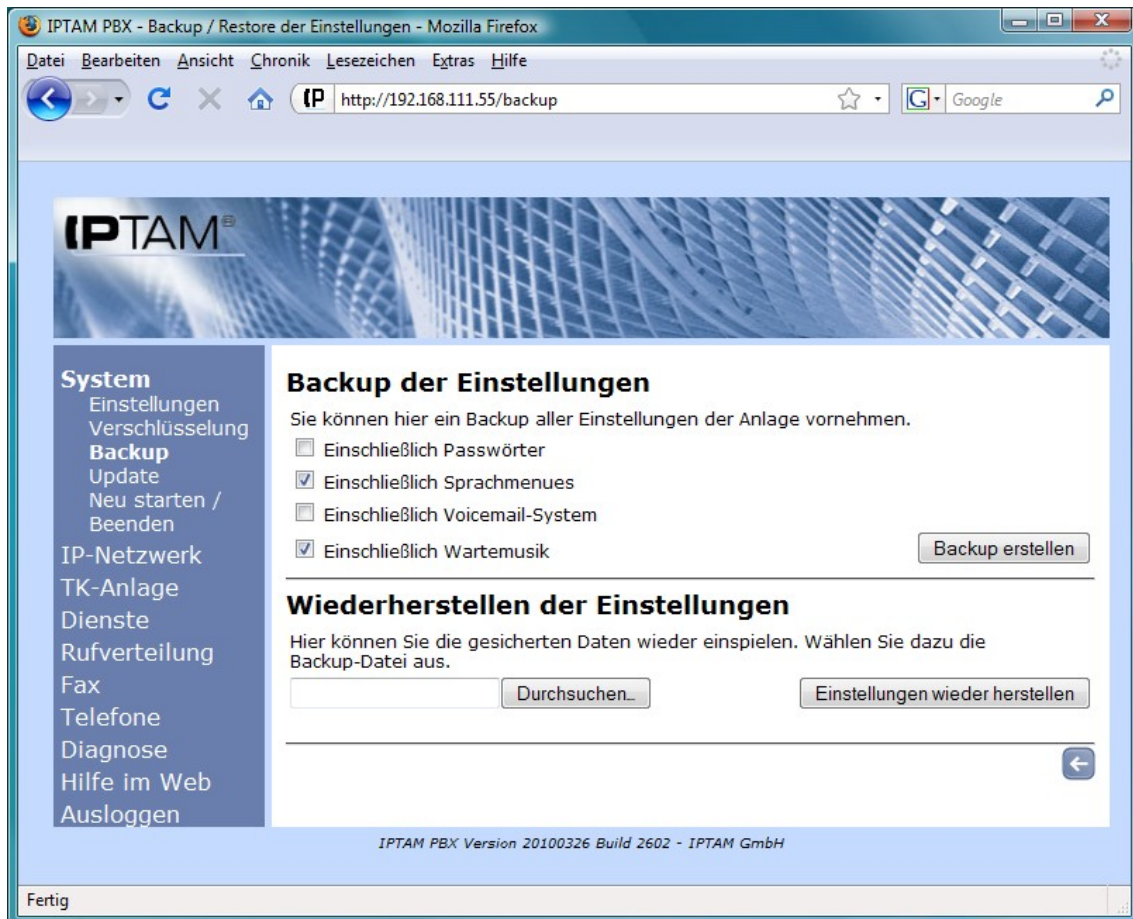 IPTAM PBX - Backup / Restore der Einstellungen - Mozilla Firefox
Datei Bearbeiten Ansicht Chronik Lesezeichen Extras Hilfe
(P http://192.168.111.55/backup G Google
(IPTAM®
System
Einstellungen
Verschlüsselung
Backup
Update
Neu starten /
Beenden
IP-Netzwerk
TK-Anlage
Dienste
Rufverteilung
Fax
Telefone
Diagnose
Hilfe im Web
Ausloggen
Backup der Einstellungen
Sie können hier ein Backup aller Einstellungen der Anlage vornehmen.
Einschließlich Passwörter
Einschließlich Sprachmenues
Einschließlich Voicemail-System
Einschließlich Wartemusik
Backup erstellen
Wiederherstellen der Einstellungen
Hier können Sie die gesicherten Daten wieder einspielen. Wählen Sie dazu die
Backup-Datei aus.
Durchsuchen… Einstellungen wieder herstellen
IPTAM PBX Version 20100326 Build 2602 - IPTAM GmbH
Fertig